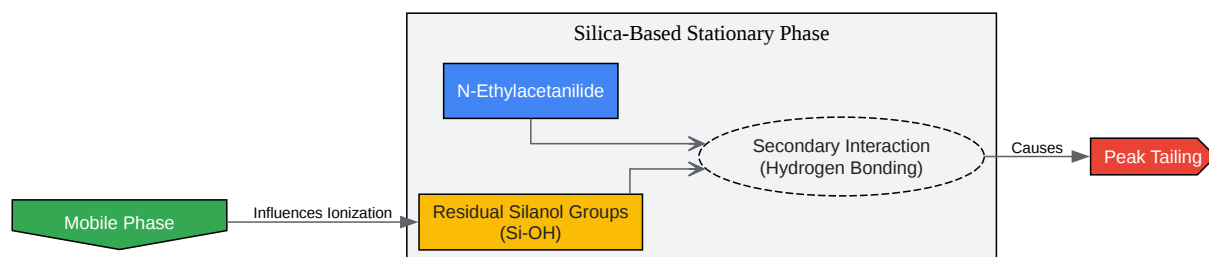 Silica-Based Stationary Phase
N-Ethylacetanilide
Secondary Interaction
(Hydrogen Bonding)
Causes
Peak Tailing
Mobile Phase
Influences Ionization
Residual Silanol Groups
(Si-OH)